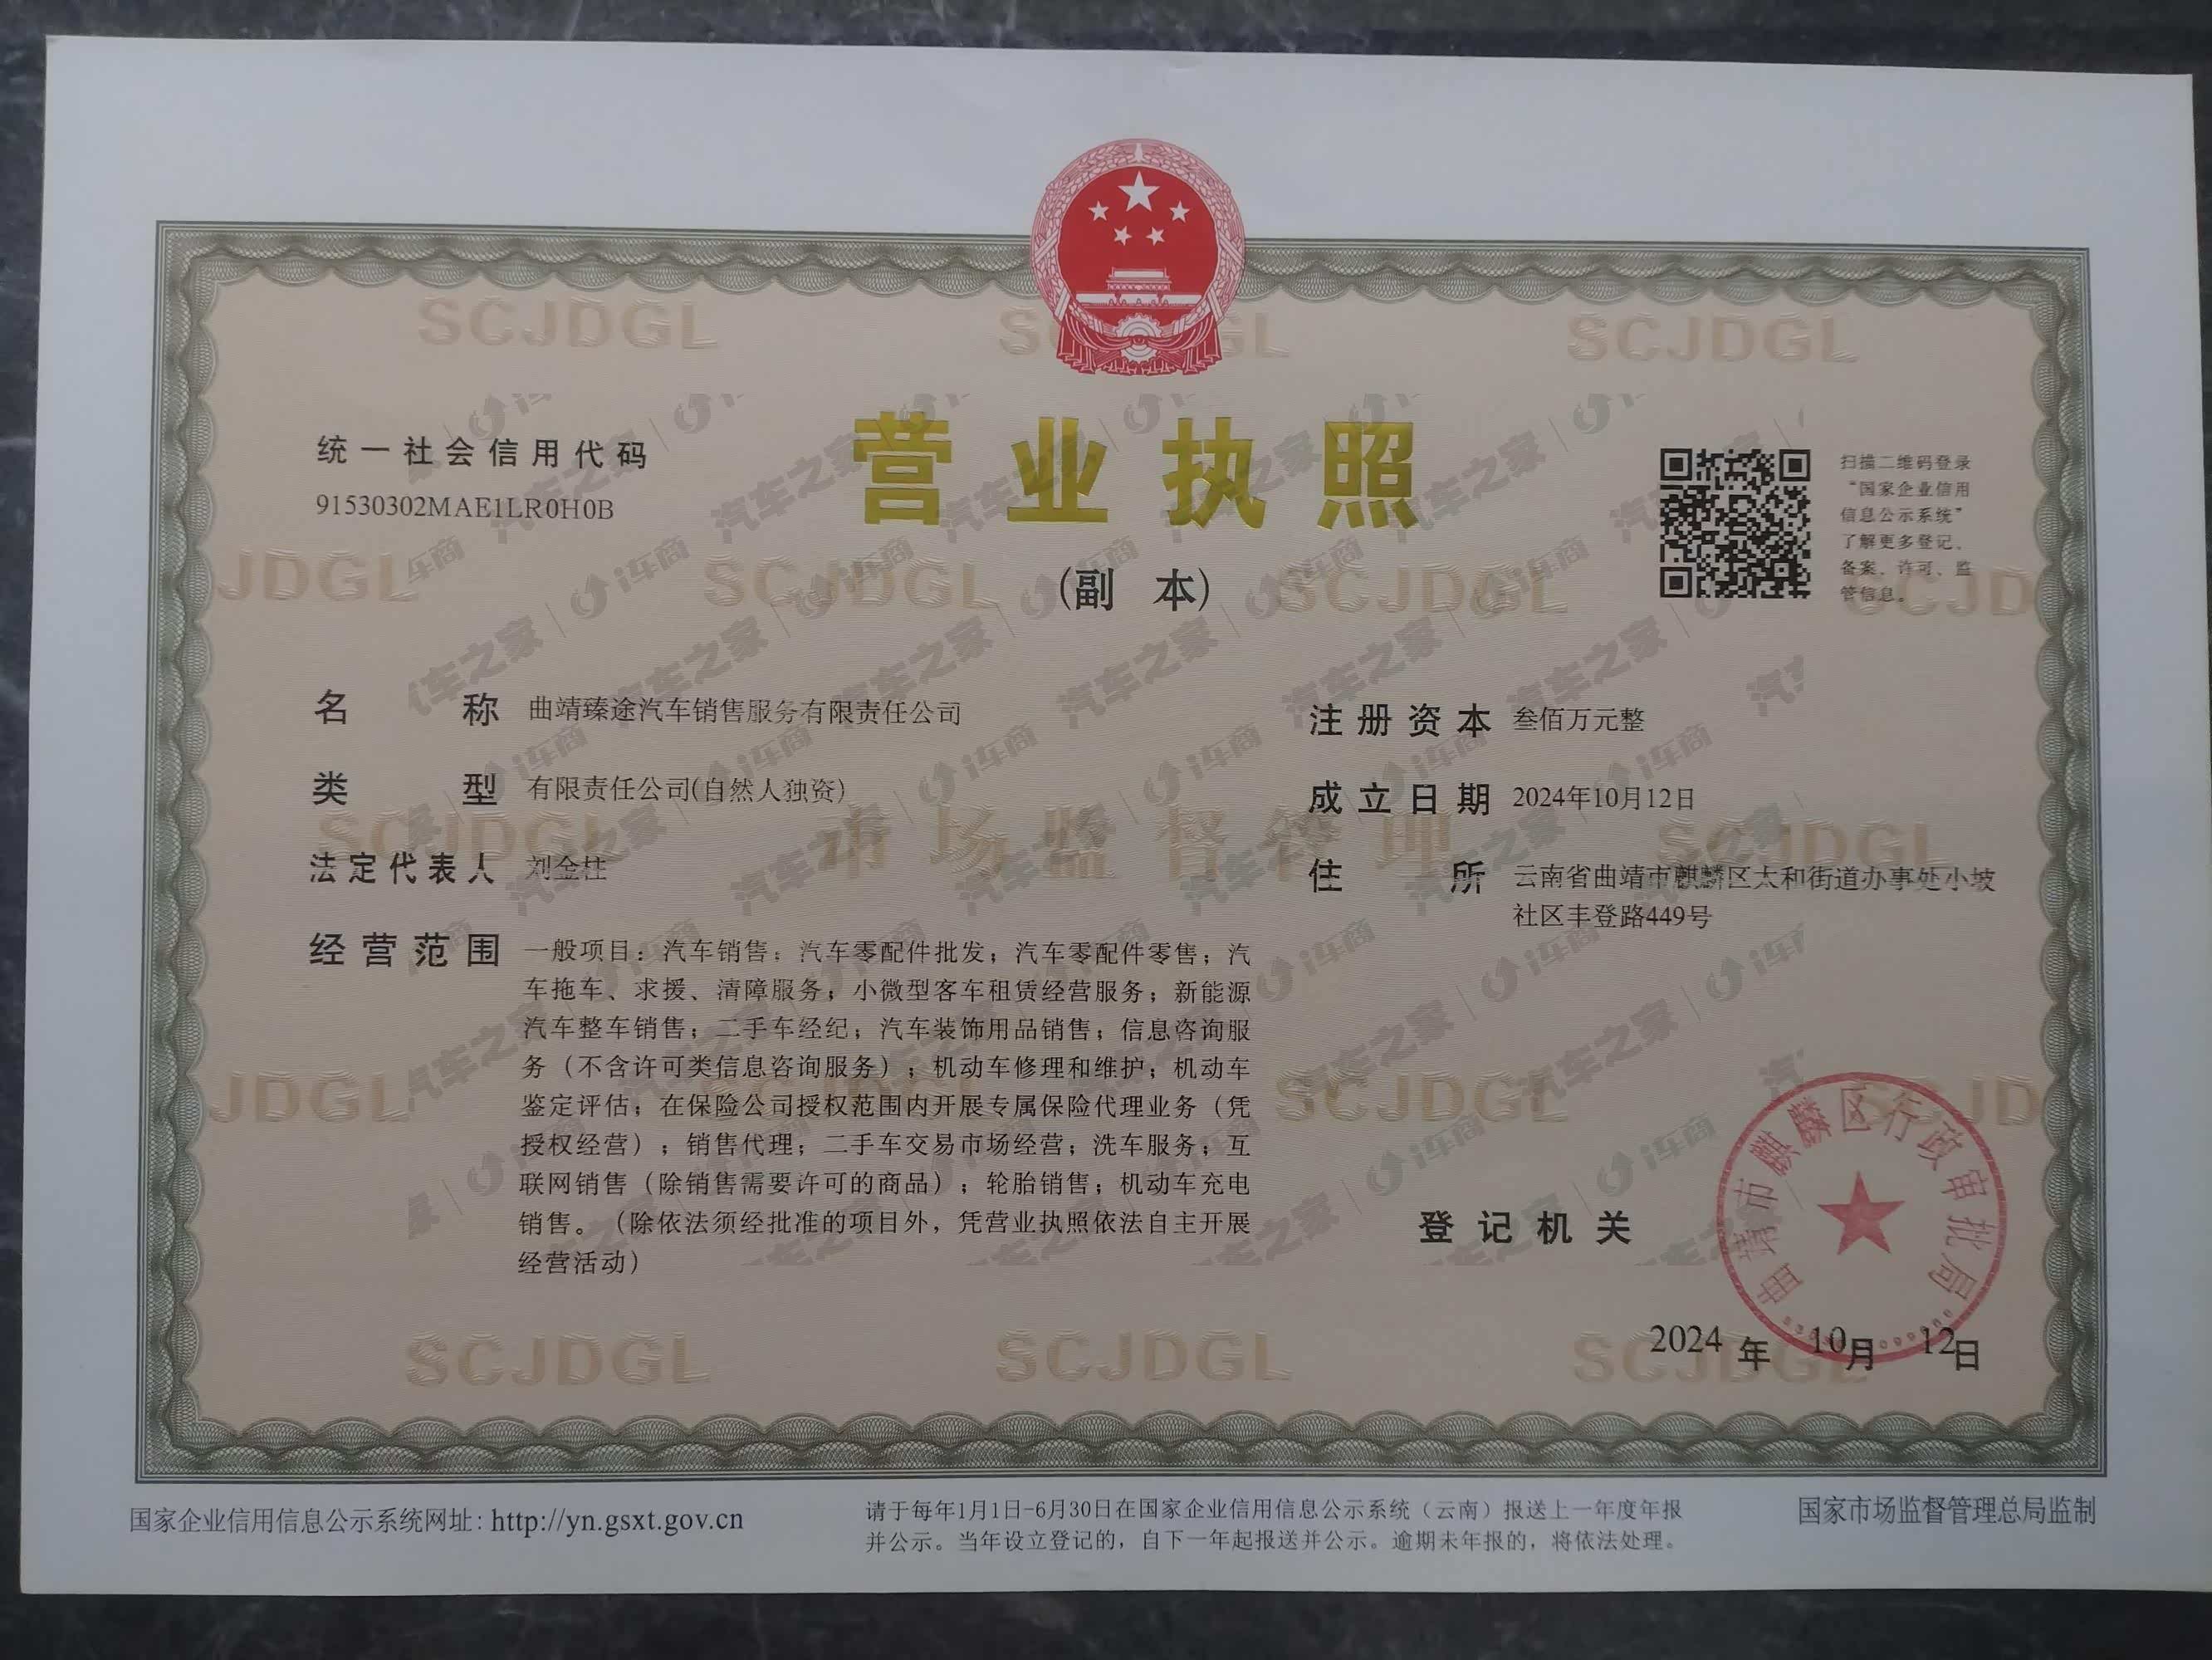 营业执照
(副 本)
统一社会信用代码
91530302MAE1LR0H0B
扫描二维码登录
“国家企业信用
信息公示系统”
了解更多登记、
备案、许可、监
管信息。
名 称 曲靖臻途汽车销售服务有限责任公司
类 型 有限责任公司(自然人独资)
法定代表人 刘金柱
经营范围 一般项目：汽车销售；汽车零配件批发；汽车零配件零售；汽
车拖车、求援、清障服务；小微型客车租赁经营服务；新能源
汽车整车销售；二手车经纪；汽车装饰用品销售；信息咨询服
务（不含许可类信息咨询服务）；机动车修理和维护；机动车
鉴定评估；在保险公司授权范围内开展专属保险代理业务（凭
授权经营）；销售代理；二手车交易市场经营；洗车服务；互
联网销售（除销售需要许可的商品）；轮胎销售；机动车充电
销售。（除依法须经批准的项目外，凭营业执照依法自主开展
经营活动）
注册资本 叁佰万元整
成立日期 2024年10月12日
住 所 云南省曲靖市麒麟区太和街道办事处小坡
社区丰登路449号
登记机关
曲靖市麒麟区行政审批局
2024 年 10月 12日
国家企业信用信息公示系统网址：http://yn.gsxt.gov.cn
请于每年1月1日-6月30日在国家企业信用信息公示系统（云南）报送上一年度年报
并公示。当年设立登记的，自下一年起报送并公示。逾期未年报的，将依法处理。
国家市场监督管理总局监制
SCJDGL
市场监督管理
汽车之家 | i车商